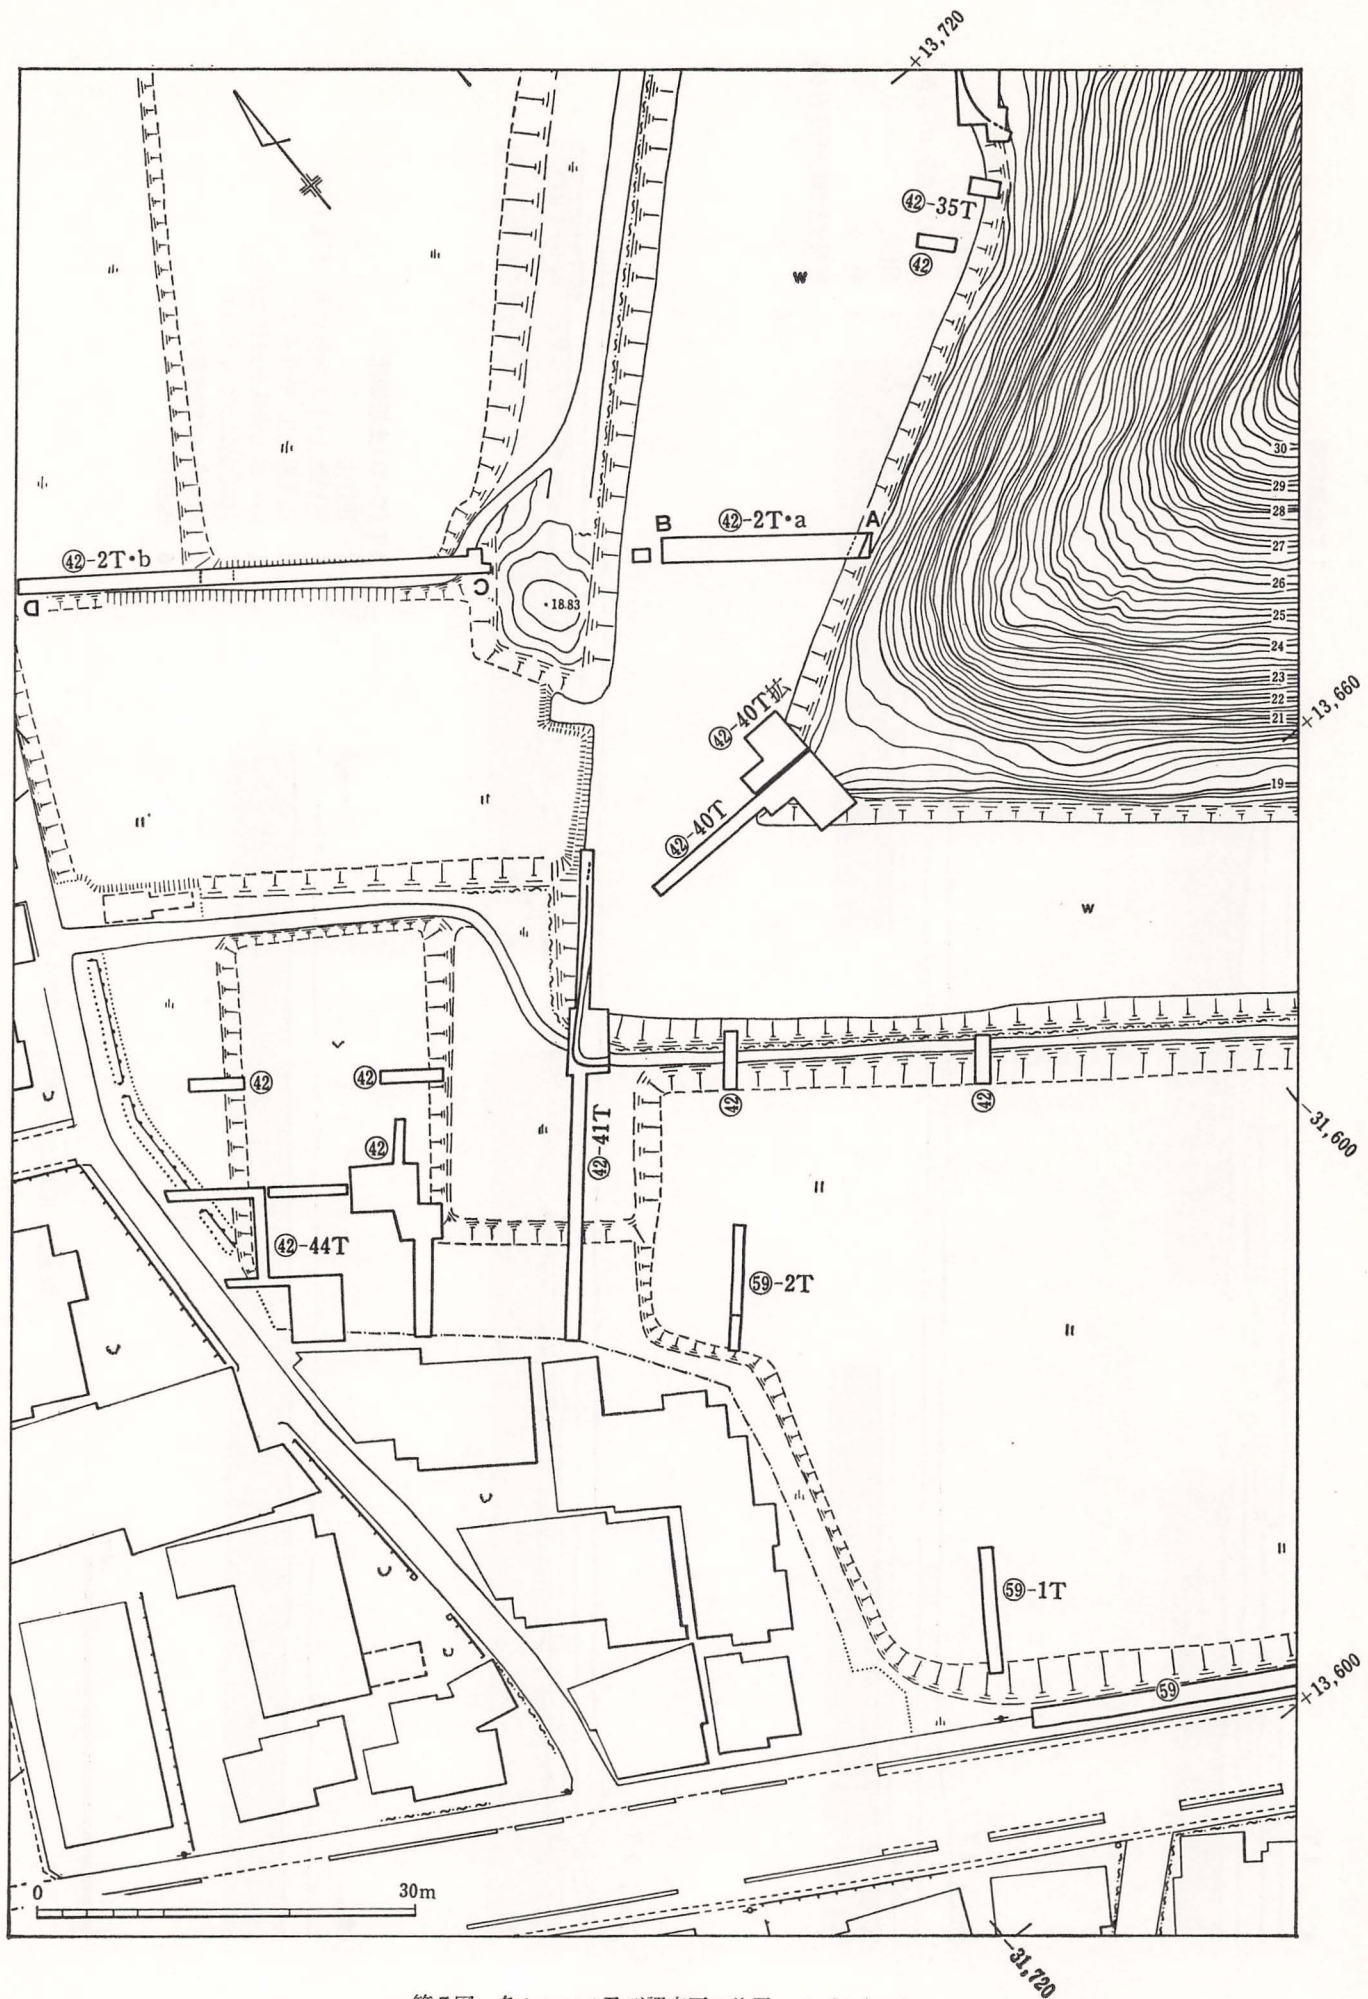 +13,720
㊷-35T
㊷
w
30
29
28
27
26
25
24
23
22
21
19
B
㊷-2T•a
A
㊷-2T•b
D
C
18.83
+13,660
㊷-40T拡
㊷-40T
w
㊷
㊷
㊷
㊷
㊷
㊷-41T
-31,600
㊷-44T
59-2T
59-1T
59
+13,600
0
30m
-31,720